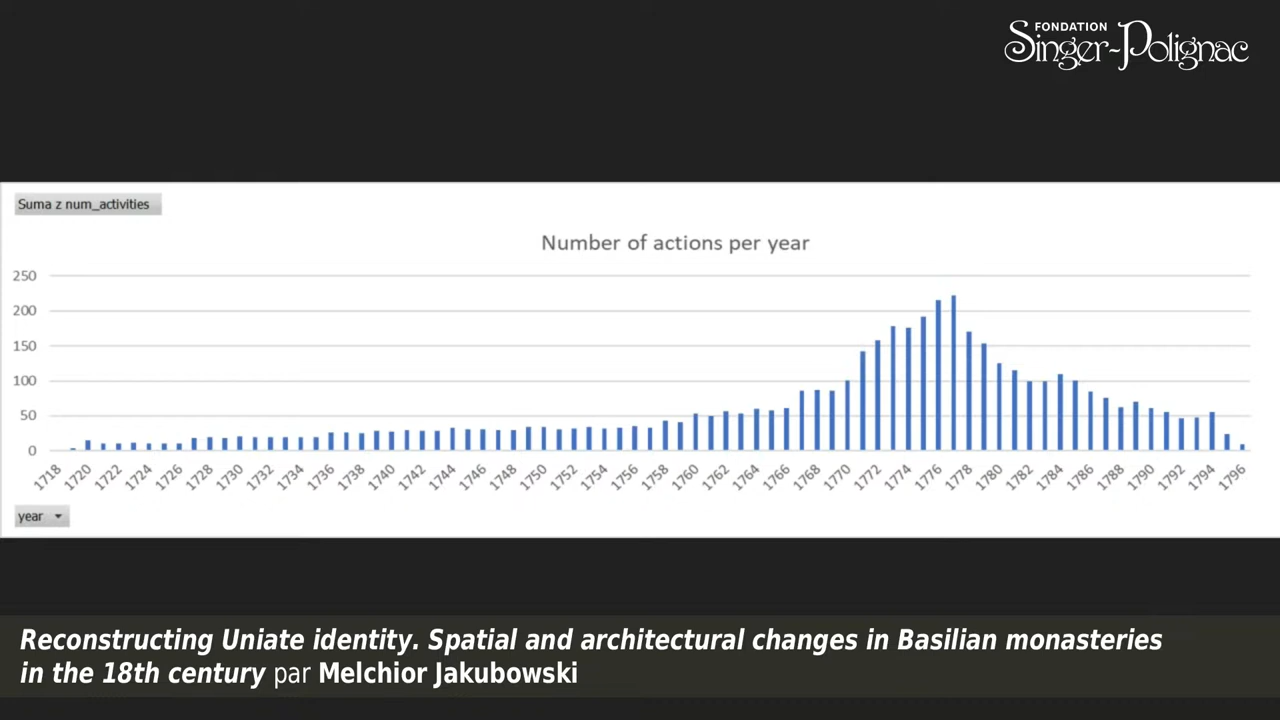 FONDATION
Singer-Polignac
Suma z num_activities
Number of actions per year
250
200
150
100
50
0
1718 1720 1722 1724 1726 1728 1730 1732 1734 1736 1738 1740 1742 1744 1746 1748 1750 1752 1754 1756 1758 1760 1762 1764 1766 1768 1770 1772 1774 1776 1778 1780 1782 1784 1786 1788 1790 1792 1794 1796
year
Reconstructing Uniate identity. Spatial and architectural changes in Basilian monasteries
in the 18th century par Melchior Jakubowski